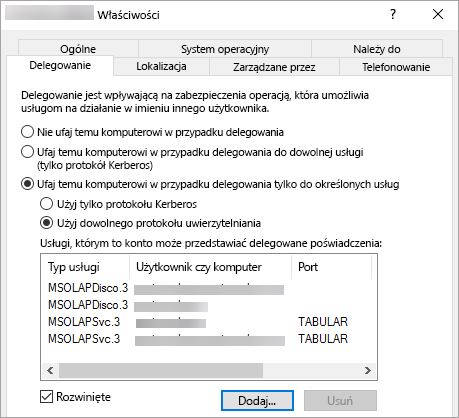 Właściwości
Ogólne System operacyjny Należy do
Delegowanie Lokalizacja Zarządzane przez Telefonowanie
Delegowanie jest wpływającą na zabezpieczenia operacją, która umożliwia
usługom na działanie w imieniu innego użytkownika.
Nie ufaj temu komputerowi w przypadku delegowania
Ufaj temu komputerowi w przypadku delegowania do dowolnej usługi
(tylko protokół Kerberos)
Ufaj temu komputerowi w przypadku delegowania tylko do określonych usług
Użyj tylko protokołu Kerberos
Użyj dowolnego protokołu uwierzytelniania
Usługi, którym to konto może przedstawiać delegowane poświadczenia:
Typ usługi Użytkownik czy komputer Port
MSOLAPDisco.3
MSOLAPDisco.3
MSOLAPSvc.3 TABULAR
MSOLAPSvc.3 TABULAR
Rozwinięte Dodaj... Usuń